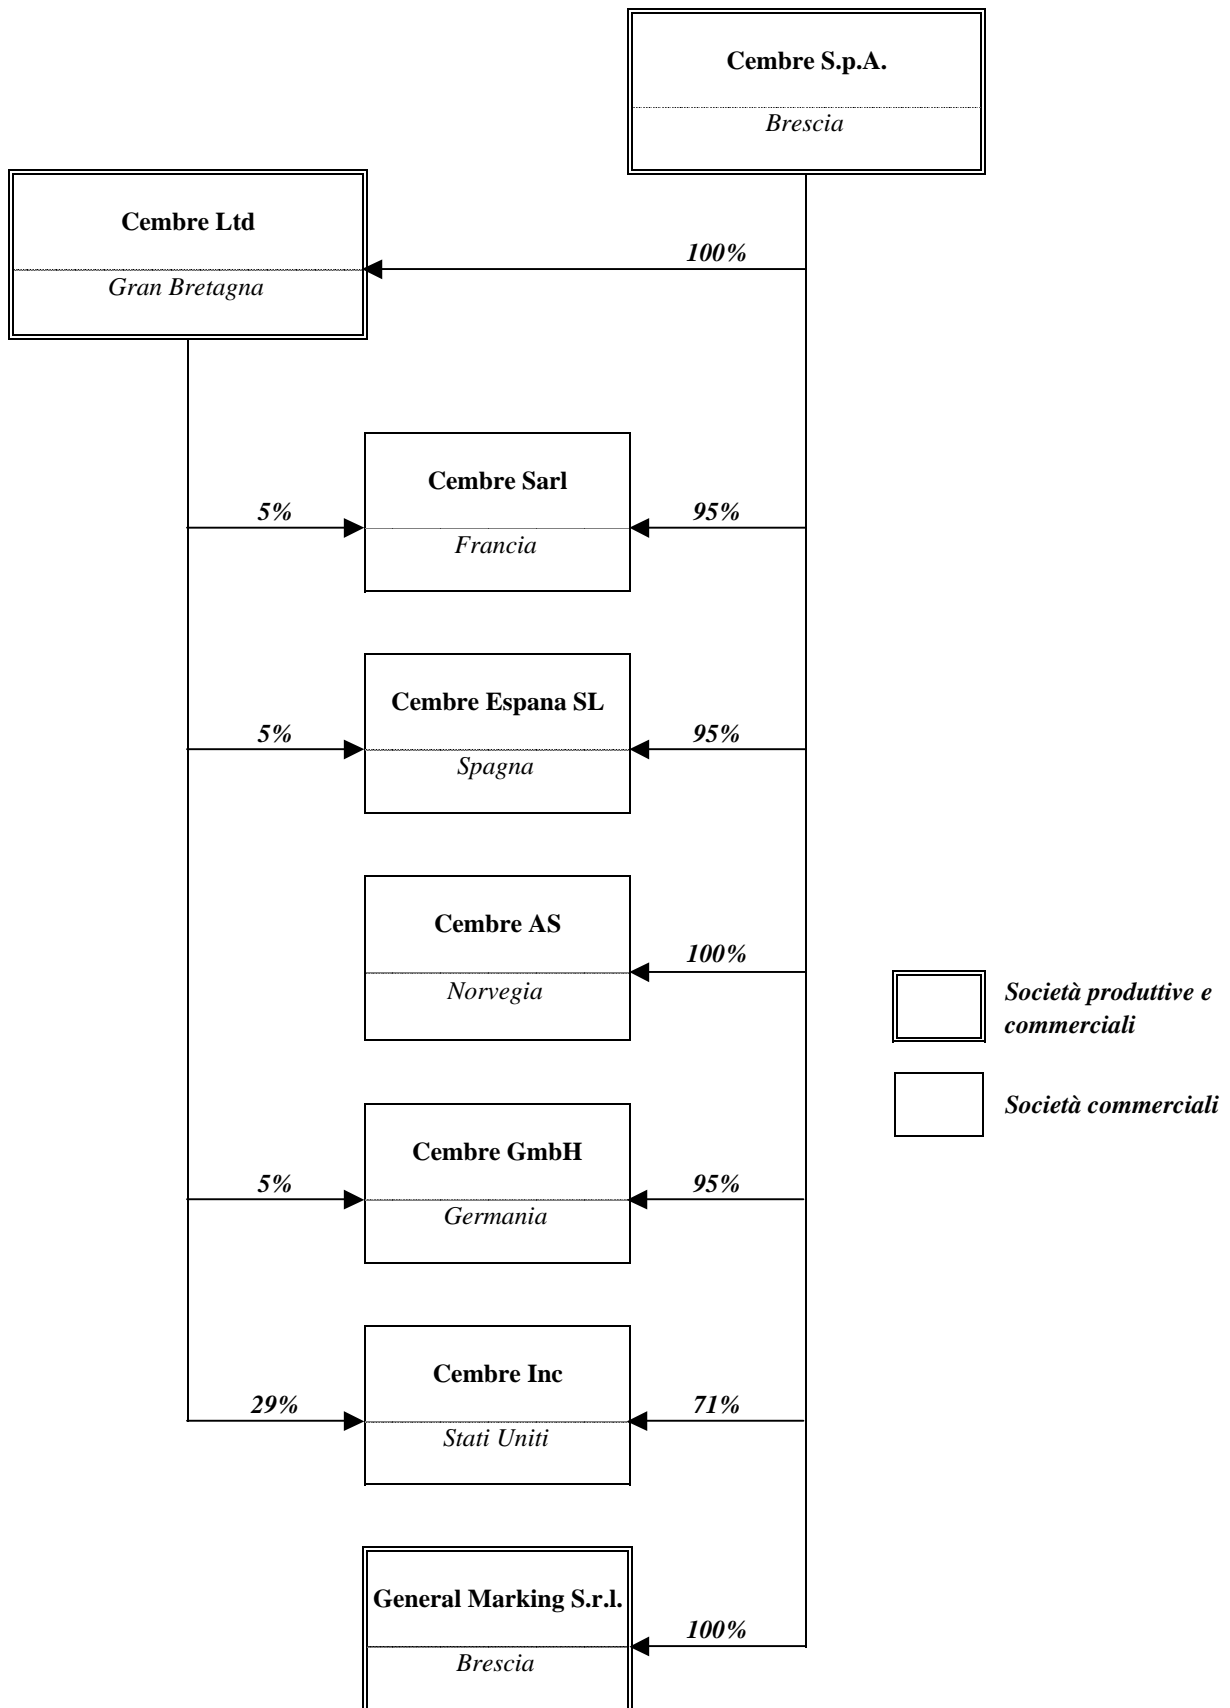 Cembre S.p.A.
Brescia
Cembre Ltd
100%
Gran Bretagna
Cembre Sarl
5%
95%
Francia
Cembre Espana SL
5%
95%
Spagna
Cembre AS
100%
Norvegia
Società produttive e
commerciali
Società commerciali
Cembre GmbH
5%
95%
Germania
Cembre Inc
29%
71%
Stati Uniti
General Marking S.r.l.
100%
Brescia